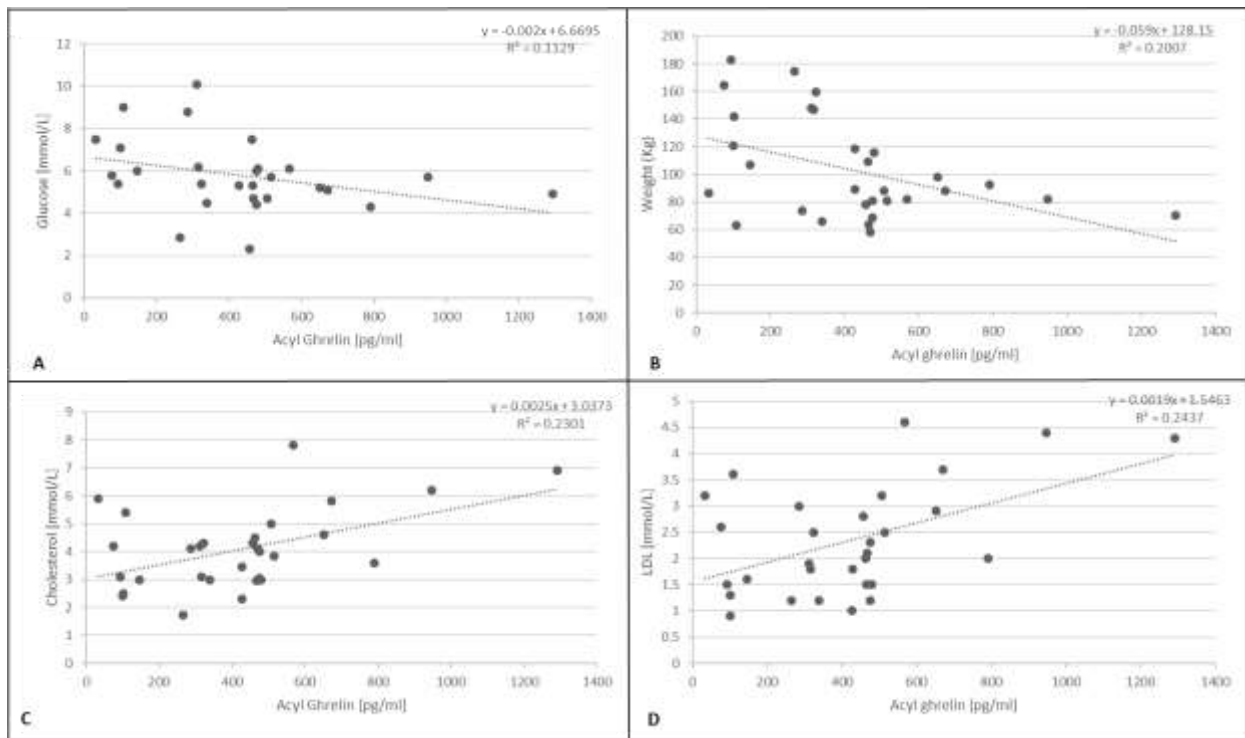 y = -0.002x + 6.6695
R² = 0.1129
12
10
8
6
4
2
0
Glucose [mmol/L]
0 200 400 600 800 1000 1200 1400
Acyl Ghrelin [pg/ml]
A
y = -0.059x + 128.15
R² = 0.2007
200
180
160
140
120
100
80
60
40
20
0
Weight (Kg)
0 200 400 600 800 1000 1200 1400
Acyl ghrelin [pg/ml]
B
y = 0.0025x + 3.0373
R² = 0.2301
9
8
7
6
5
4
3
2
1
0
Cholesterol [mmol/L]
0 200 400 600 800 1000 1200 1400
Acyl Ghrelin [pg/ml]
C
y = 0.0019x + 1.5463
R² = 0.2437
5
4.5
4
3.5
3
2.5
2
1.5
1
0.5
0
LDL [mmol/L]
0 200 400 600 800 1000 1200 1400
Acyl ghrelin [pg/ml]
D